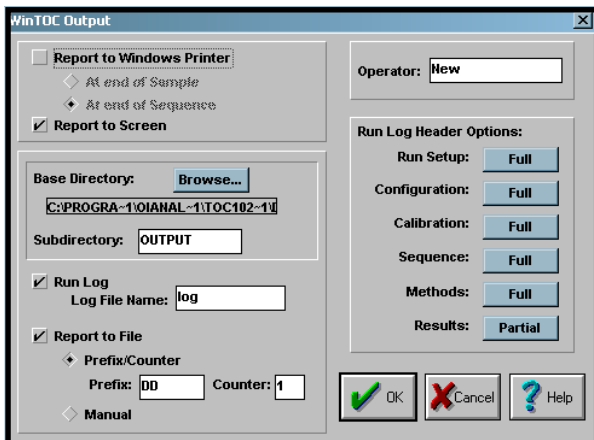 WinTOC Output
Report to Windows Printer
At end of Sample
At end of Sequence
Report to Screen
Base Directory: Browse...
C:\PROGRA~1\OIANAL~1\TOC102~1\
Subdirectory: OUTPUT
Run Log
Log File Name: log
Report to File
Prefix/Counter
Prefix: DD Counter: 1
Manual
Operator: New
Run Log Header Options:
Run Setup: Full
Configuration: Full
Calibration: Full
Sequence: Full
Methods: Full
Results: Partial
OK Cancel Help